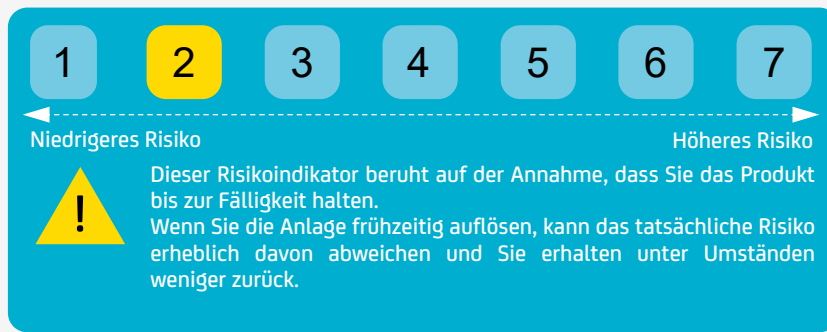 1 2 3 4 5 6 7
Niedrigeres Risiko Höheres Risiko
!
Dieser Risikoindikator beruht auf der Annahme, dass Sie das Produkt
bis zur Fälligkeit halten.
Wenn Sie die Anlage frühzeitig auflösen, kann das tatsächliche Risiko
erheblich davon abweichen und Sie erhalten unter Umständen
weniger zurück.